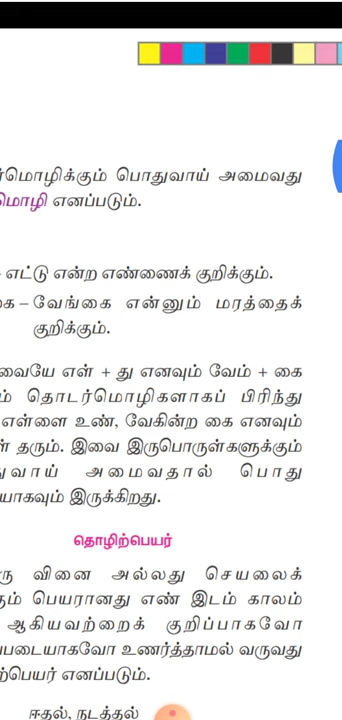 மொழிக்கும் பொதுவாய் அமைவது
மொழி எனப்படும்.
எட்டு என்ற எண்ணைக் குறிக்கும்.
கை – வேங்கை என்னும் மரத்தைக்
குறிக்கும்.
வையே எள் + து எனவும் வேம் + கை
ம் தொடர்மொழிகளாகப் பிரிந்து
எள்ளை உண், வேகின்ற கை எனவும்
ள் தரும். இவை இருபொருள்களுக்கும்
துவாய் அமைவதால் பொது
யாகவும் இருக்கிறது.
தொழிற்பெயர்
ரு வினை அல்லது செயலைக்
கும் பெயரானது எண் இடம் காலம்
ஆகியவற்றைக் குறிப்பாகவோ
படையாகவோ உணர்த்தாமல் வருவது
ற்பெயர் எனப்படும்.
ஈதல், நடத்தல்